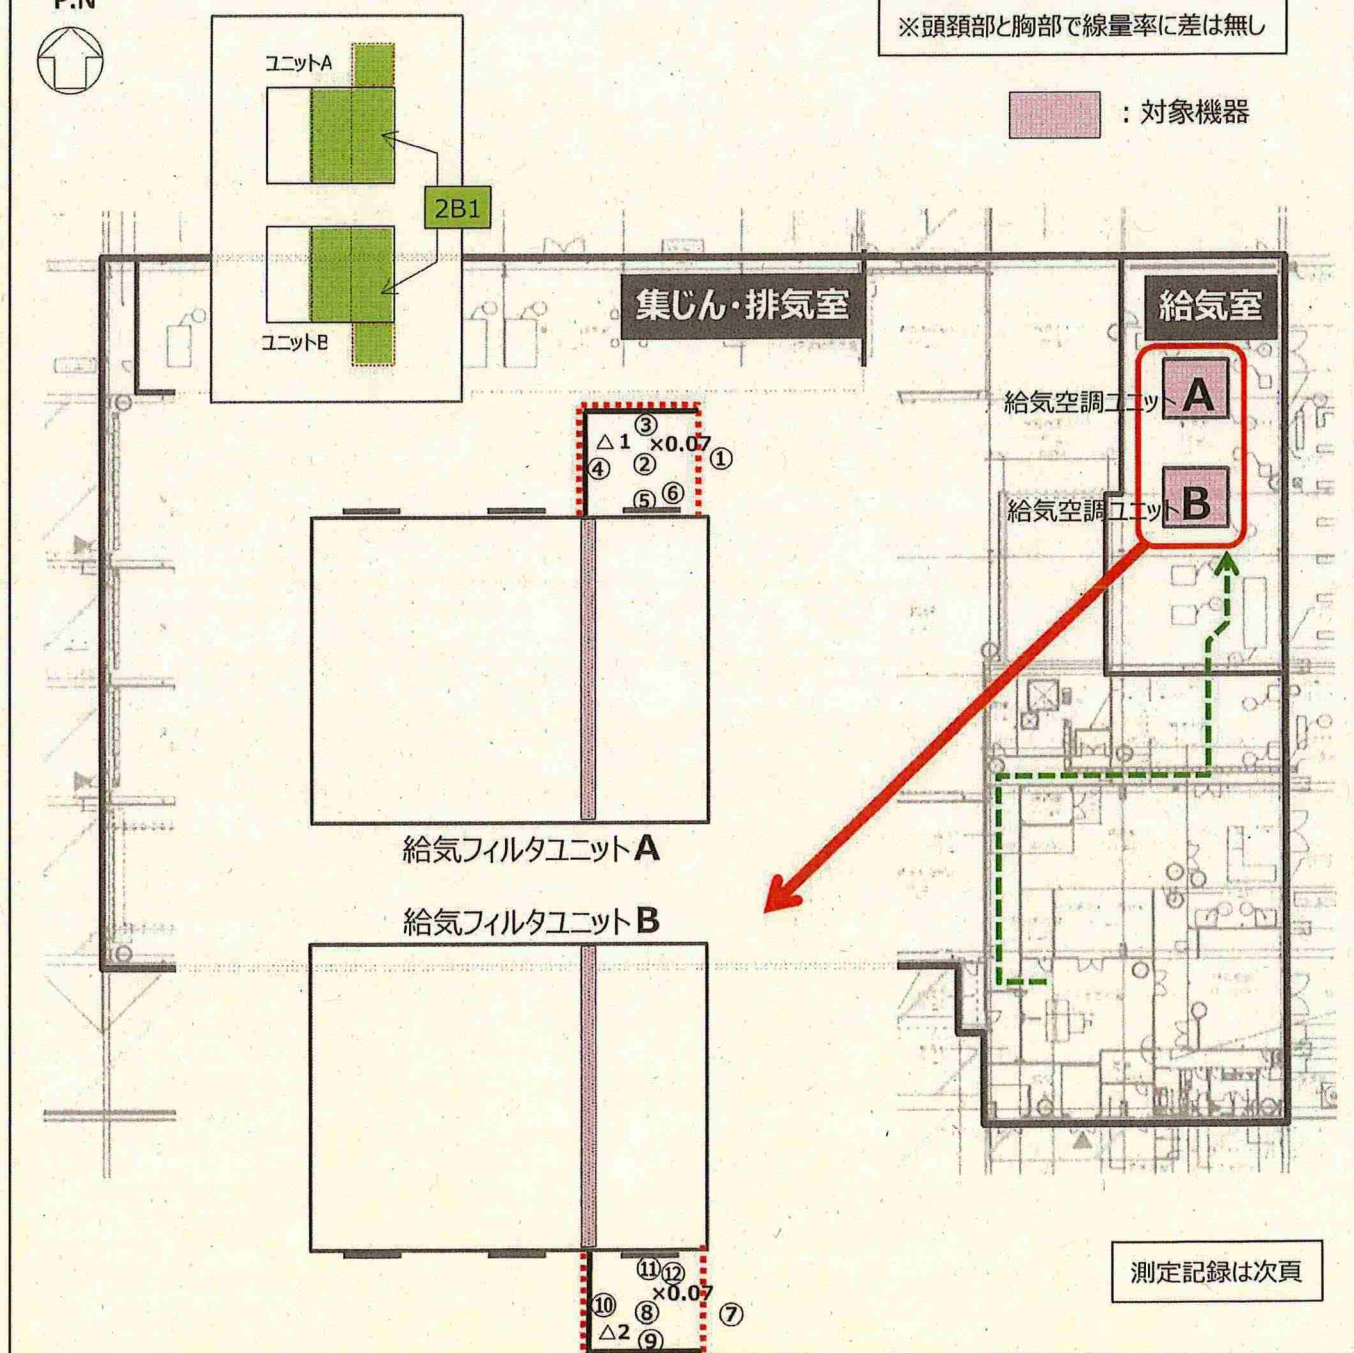 P.N
※頭頚部と胸部で線量率に差は無し
：対象機器
ユニットA
2B1
ユニットB
集じん・排気室
給気室
給気空調ユニット A
給気空調ユニット B
③
△1 ×0.07
④ ② ①
⑤ ⑥
給気フィルタユニットA
給気フィルタユニットB
⑪ ⑫
×0.07
⑩ ⑧ ⑦
△2 ⑨
測定記録は次頁